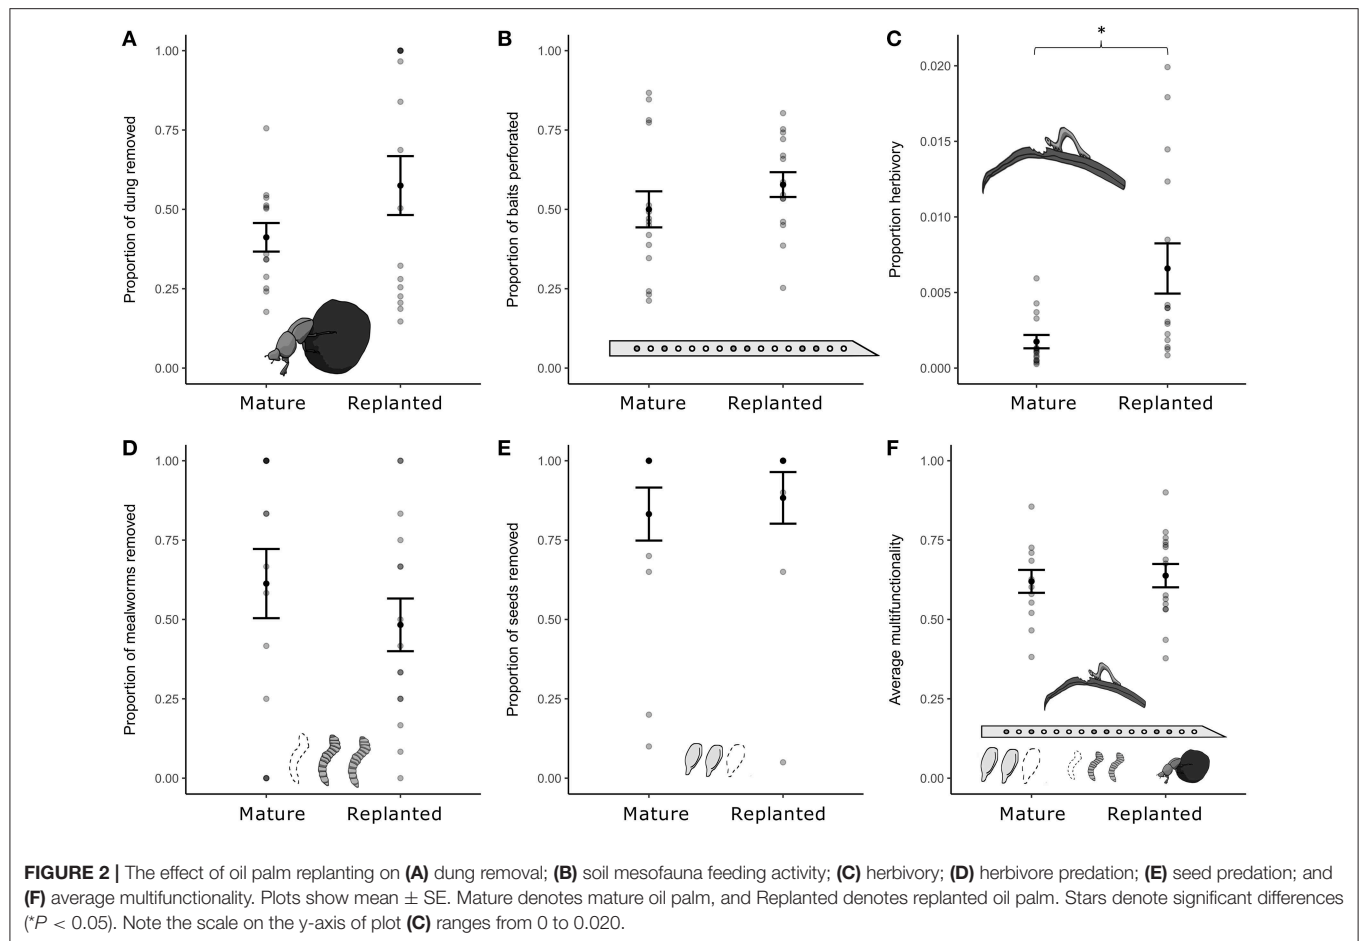 A
Proportion of dung removed
1.00
0.75
0.50
0.25
0.00
Mature Replanted
B
Proportion of baits perforated
1.00
0.75
0.50
0.25
0.00
Mature Replanted
C
*
Proportion herbivory
0.020
0.015
0.010
0.005
0.000
Mature Replanted
D
Proportion of mealworms removed
1.00
0.75
0.50
0.25
0.00
Mature Replanted
E
Proportion of seeds removed
1.00
0.75
0.50
0.25
0.00
Mature Replanted
F
Average multifunctionality
1.00
0.75
0.50
0.25
0.00
Mature Replanted
FIGURE 2 | The effect of oil palm replanting on (A) dung removal; (B) soil mesofauna feeding activity; (C) herbivory; (D) herbivore predation; (E) seed predation; and
(F) average multifunctionality. Plots show mean ± SE. Mature denotes mature oil palm, and Replanted denotes replanted oil palm. Stars denote significant differences
(*P < 0.05). Note the scale on the y-axis of plot (C) ranges from 0 to 0.020.